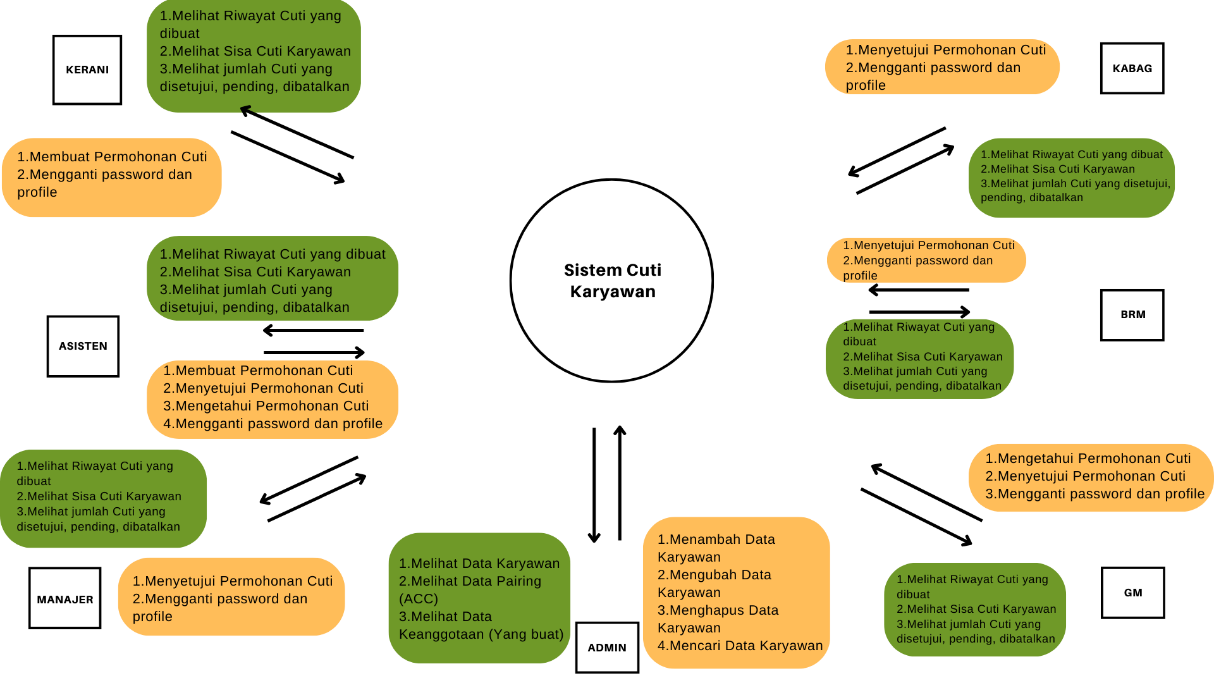 KERANI
1.Melihat Riwayat Cuti yang
dibuat
2.Melihat Sisa Cuti Karyawan
3.Melihat jumlah Cuti yang
disetujui, pending, dibatalkan
1.Membuat Permohonan Cuti
2.Mengganti password dan
profile
1.Menyetujui Permohonan Cuti
2.Mengganti password dan
profile
KABAG
1.Melihat Riwayat Cuti yang dibuat
2.Melihat Sisa Cuti Karyawan
3.Melihat jumlah Cuti yang disetujui,
pending, dibatalkan
Sistem Cuti
Karyawan
1.Melihat Riwayat Cuti yang dibuat
2.Melihat Sisa Cuti Karyawan
3.Melihat jumlah Cuti yang
disetujui, pending, dibatalkan
ASISTEN
1.Membuat Permohonan Cuti
2.Menyetujui Permohonan Cuti
3.Mengetahui Permohonan Cuti
4.Mengganti password dan profile
1.Menyetujui Permohonan Cuti
2.Mengganti password dan
profile
BRM
1.Melihat Riwayat Cuti yang
dibuat
2.Melihat Sisa Cuti Karyawan
3.Melihat jumlah Cuti yang
disetujui, pending, dibatalkan
1.Melihat Riwayat Cuti yang
dibuat
2.Melihat Sisa Cuti Karyawan
3.Melihat jumlah Cuti yang
disetujui, pending, dibatalkan
MANAJER
1.Menyetujui Permohonan Cuti
2.Mengganti password dan
profile
1.Melihat Data Karyawan
2.Melihat Data Pairing
(ACC)
3.Melihat Data
Keanggotaan (Yang buat)
ADMIN
1.Menambah Data
Karyawan
2.Mengubah Data
Karyawan
3.Menghapus Data
Karyawan
4.Mencari Data Karyawan
1.Mengetahui Permohonan Cuti
2.Menyetujui Permohonan Cuti
3.Mengganti password dan profile
1.Melihat Riwayat Cuti yang
dibuat
2.Melihat Sisa Cuti Karyawan
3.Melihat jumlah Cuti yang
disetujui, pending, dibatalkan
GM